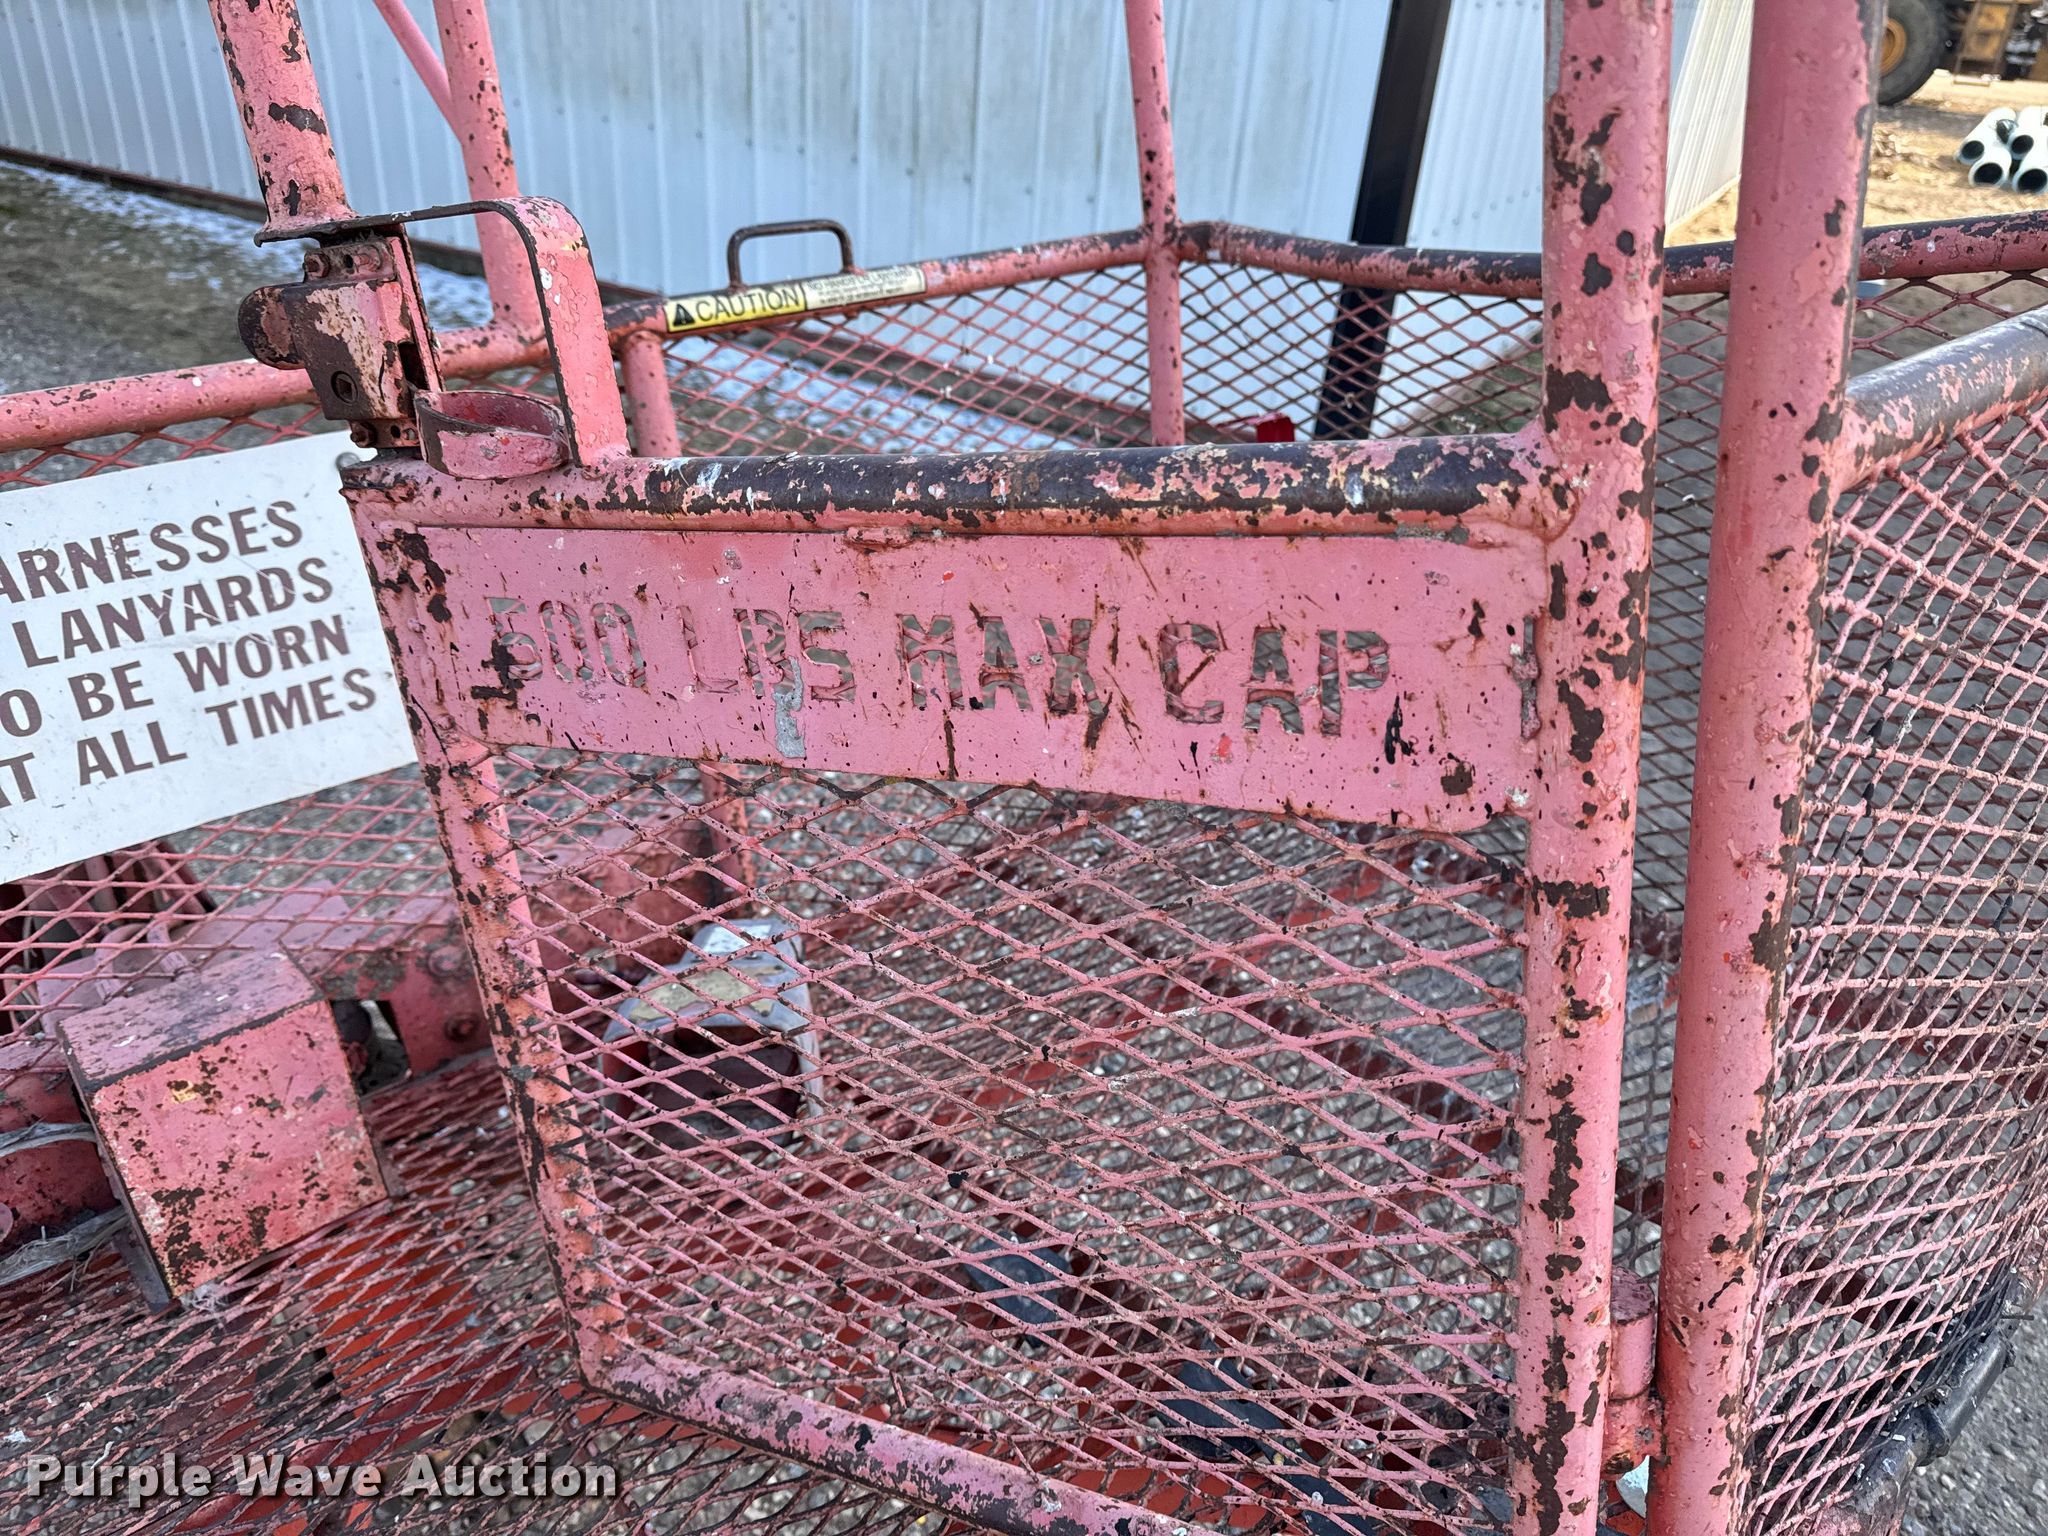 CAUTION
ARNESSES
LANYARDS
O BE WORN
T ALL TIMES
500 LBS MAX CAP
Purple Wave Auction